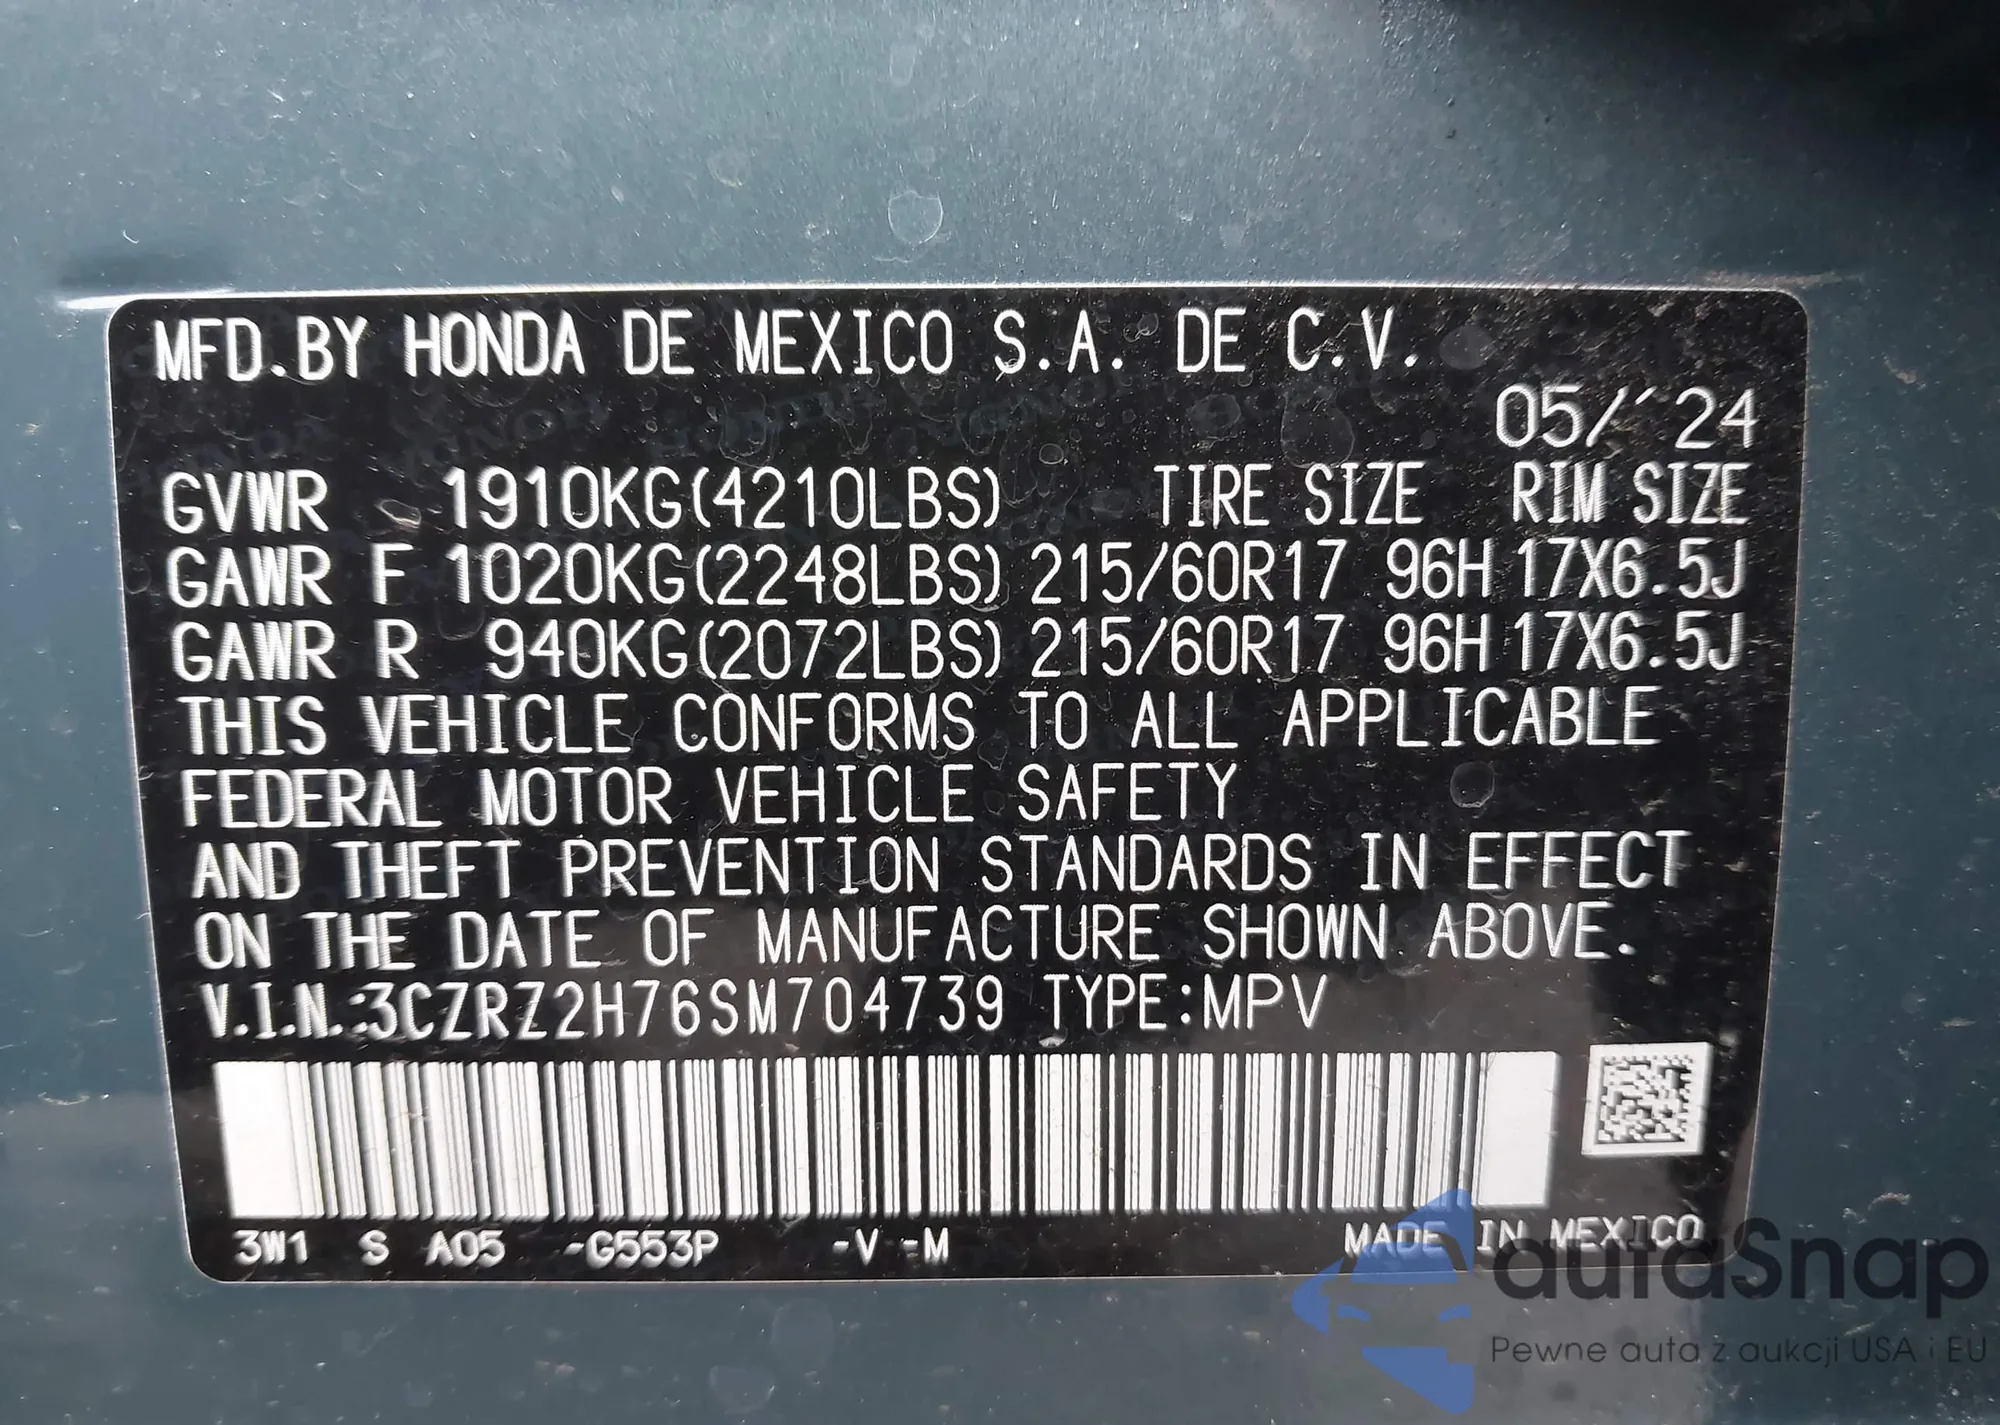 MFD.BY HONDA DE MEXICO S.A. DE C.V.
05/´24
GVWR 1910KG(4210LBS) TIRE SIZE RIM SIZE
GAWR F 1020KG(2248LBS) 215/60R17 96H 17X6.5J
GAWR R 940KG(2072LBS) 215/60R17 96H 17X6.5J
THIS VEHICLE CONFORMS TO ALL APPLICABLE
FEDERAL MOTOR VEHICLE SAFETY
AND THEFT PREVENTION STANDARDS IN EFFECT
ON THE DATE OF MANUFACTURE SHOWN ABOVE.
V.I.N.:3CZRZ2H76SM704739 TYPE:MPV
3W1 S A05 -G553P -V -M MADE IN MEXICO
autaSnap
Pewne auta z aukcji USA i EU